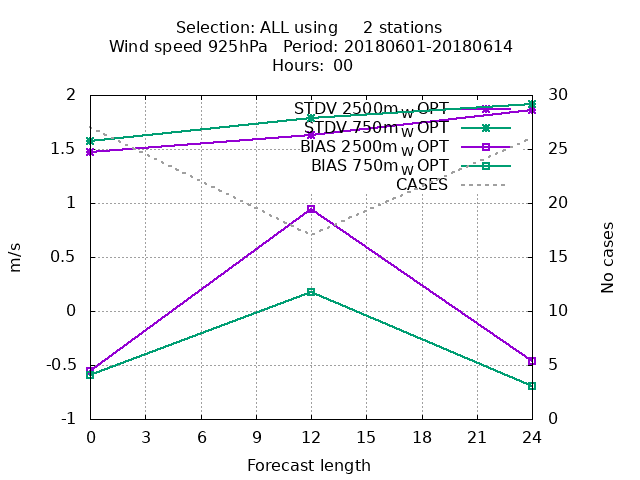 Selection: ALL using     2 stations
Wind speed 925hPa   Period: 20180601-20180614
Hours:  00
STDV 2500m_W OPT
STDV 750m_W OPT
BIAS 2500m_W OPT
BIAS 750m_W OPT
CASES
2
1.5
1
0.5
0
-0.5
-1
m/s
30
25
20
15
10
5
0
No cases
0 3 6 9 12 15 18 21 24
Forecast length